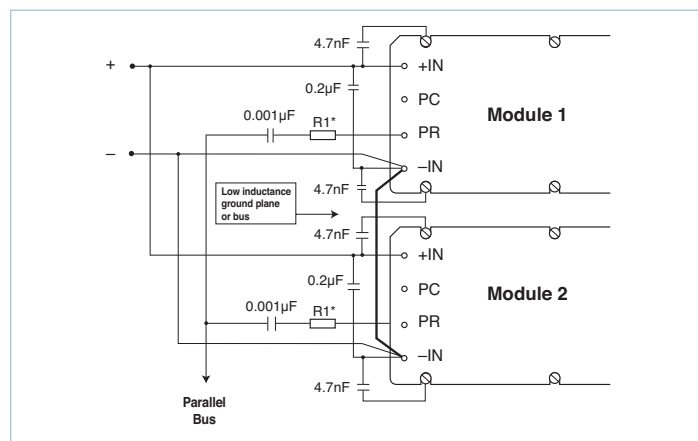 4.7nF
+
+IN
0.2µF
PC
Module 1
0.001µF
R1*
PR
–
–IN
4.7nF
Low inductance
ground plane
or bus
4.7nF
+IN
0.2µF
PC
Module 2
0.001µF
R1*
PR
–IN
4.7nF
Parallel
Bus